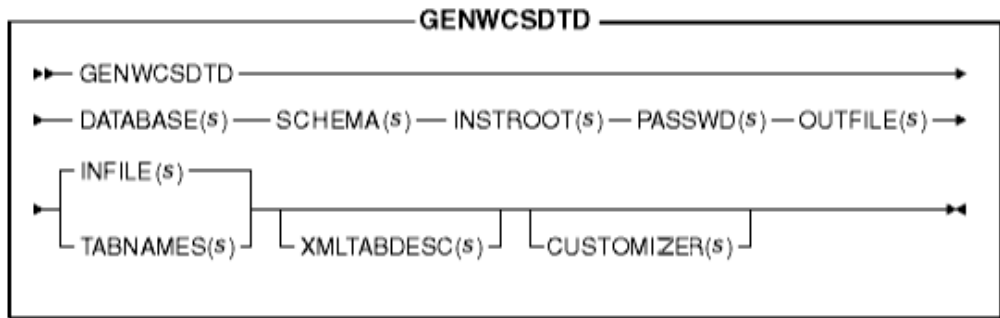 GENWCSDTD
GENWCSDTD
DATABASE(s) SCHEMA(s) INSTROOT(s) PASSWD(s) OUTFILE(s)
INFILE(s)
TABNAMES(s) XMLTABDESC(s) CUSTOMIZER(s)